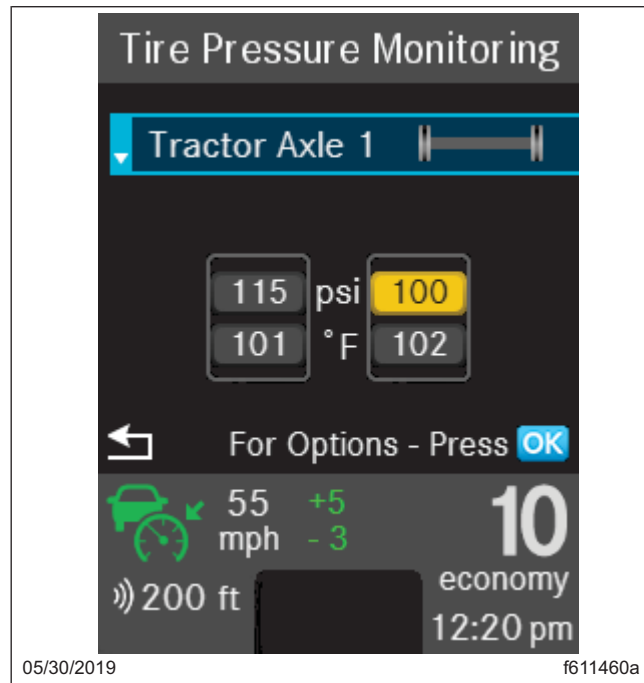 Tire Pressure Monitoring
Tractor Axle 1
115 psi 100
101 °F 102
For Options - Press OK
55 +5 10
mph - 3
economy
200 ft
12:20 pm
05/30/2019 f611460a